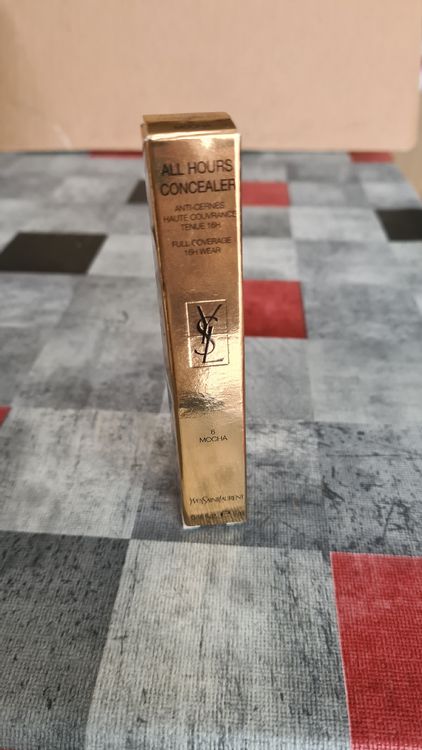 ALL HOURS
CONCEALER
ANTI-CERNES
HAUTE COUVRANCE
TENUE 16H
FULL COVERAGE
16H WEAR
YSL
6
MOCHA
YVESSAINTLAURENT